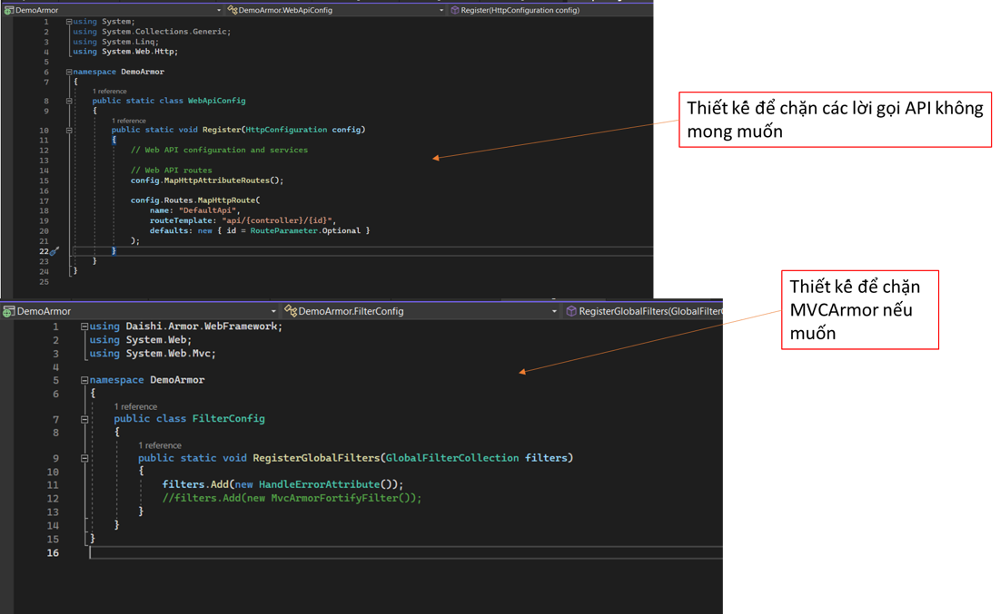 DemoArmor DemoArmor.WebApiConfig Register(HttpConfiguration config)
1 using System;
2 using System.Collections.Generic;
3 using System.Linq;
4 using System.Web.Http;
5
6 namespace DemoArmor
7 {
1 reference
8 public static class WebApiConfig
9 {
1 reference
10 public static void Register(HttpConfiguration config)
11 {
12 // Web API configuration and services
13
14 // Web API routes
15 config.MapHttpAttributeRoutes();
16
17 config.Routes.MapHttpRoute(
18 name: "DefaultApi",
19 routeTemplate: "api/{controller}/{id}",
20 defaults: new { id = RouteParameter.Optional }
21 );
22 }
23 }
24 }
25
Thiết kế để chặn các lời gọi API không
mong muốn
DemoArmor DemoArmor.FilterConfig RegisterGlobalFilters(GlobalFilterC
1 using Daishi.Armor.WebFramework;
2 using System.Web;
3 using System.Web.Mvc;
4
5 namespace DemoArmor
6 {
1 reference
7 public class FilterConfig
8 {
1 reference
9 public static void RegisterGlobalFilters(GlobalFilterCollection filters)
10 {
11 filters.Add(new HandleErrorAttribute());
12 //filters.Add(new MvcArmorFortifyFilter());
13 }
14 }
15 }
16
Thiết kế để chặn
MVCArmor nếu
muốn